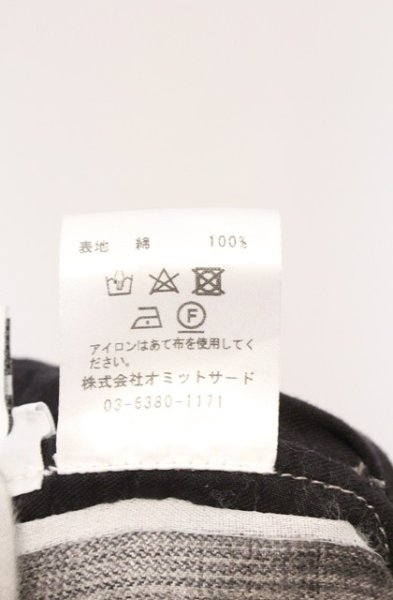 表地 綿 100%
F
アイロンはあて布を使用してく
ださい。
株式会社オミットサード
03-6380-1171